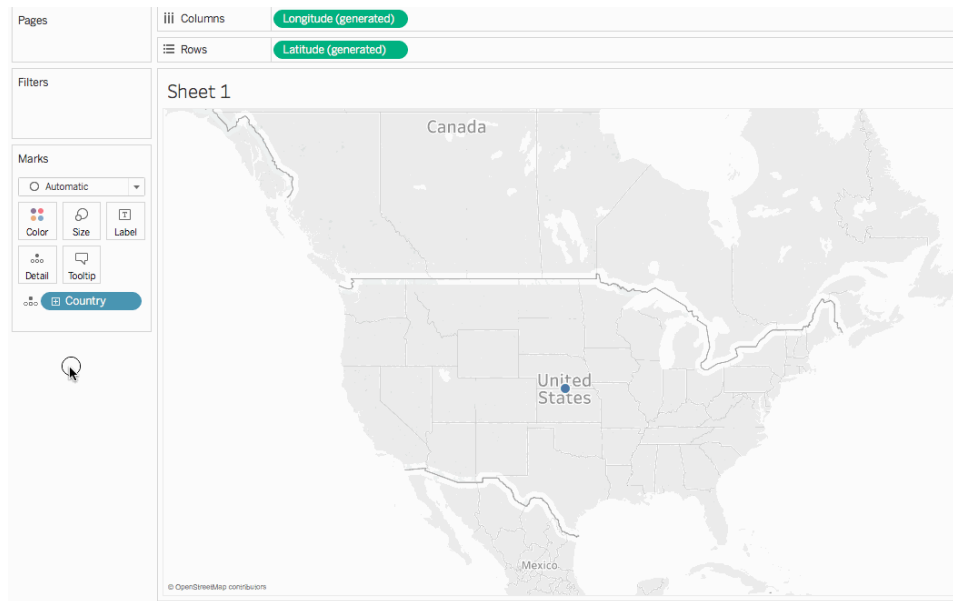 Pages
Columns
Longitude (generated)
Rows
Latitude (generated)
Filters
Sheet 1
Canada
Marks
Automatic
Color
Size
T
Label
Detail
Tooltip
Country
United
States
Mexico
© OpenStreetMap contributors